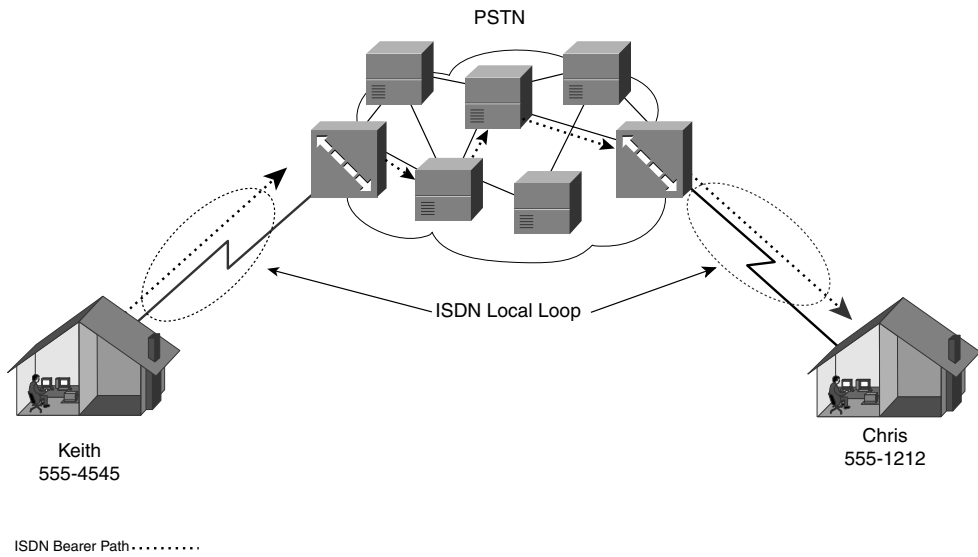 PSTN
ISDN Local Loop
Keith
555-4545
Chris
555-1212
ISDN Bearer Path